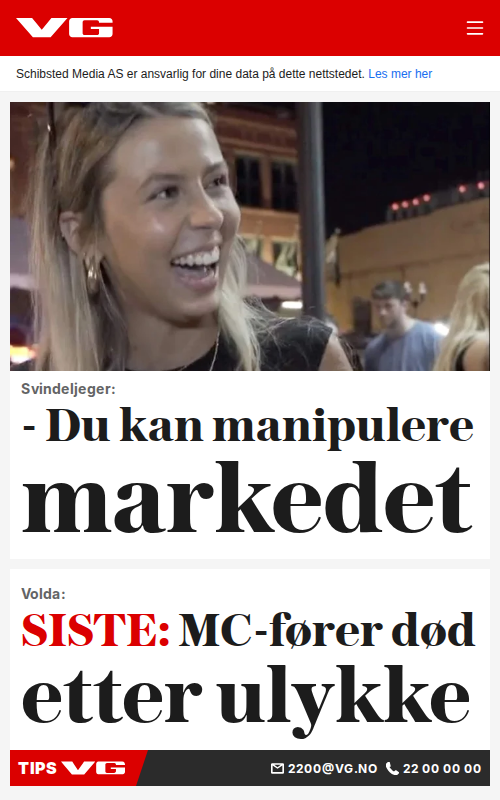 VG
Schibsted Media AS er ansvarlig for dine data på dette nettstedet. Les mer her
Svindeljeger:
- Du kan manipulere
markedet
Volda:
SISTE: MC-fører død
etter ulykke
TIPS VG 2200@VG.NO 22 00 00 00